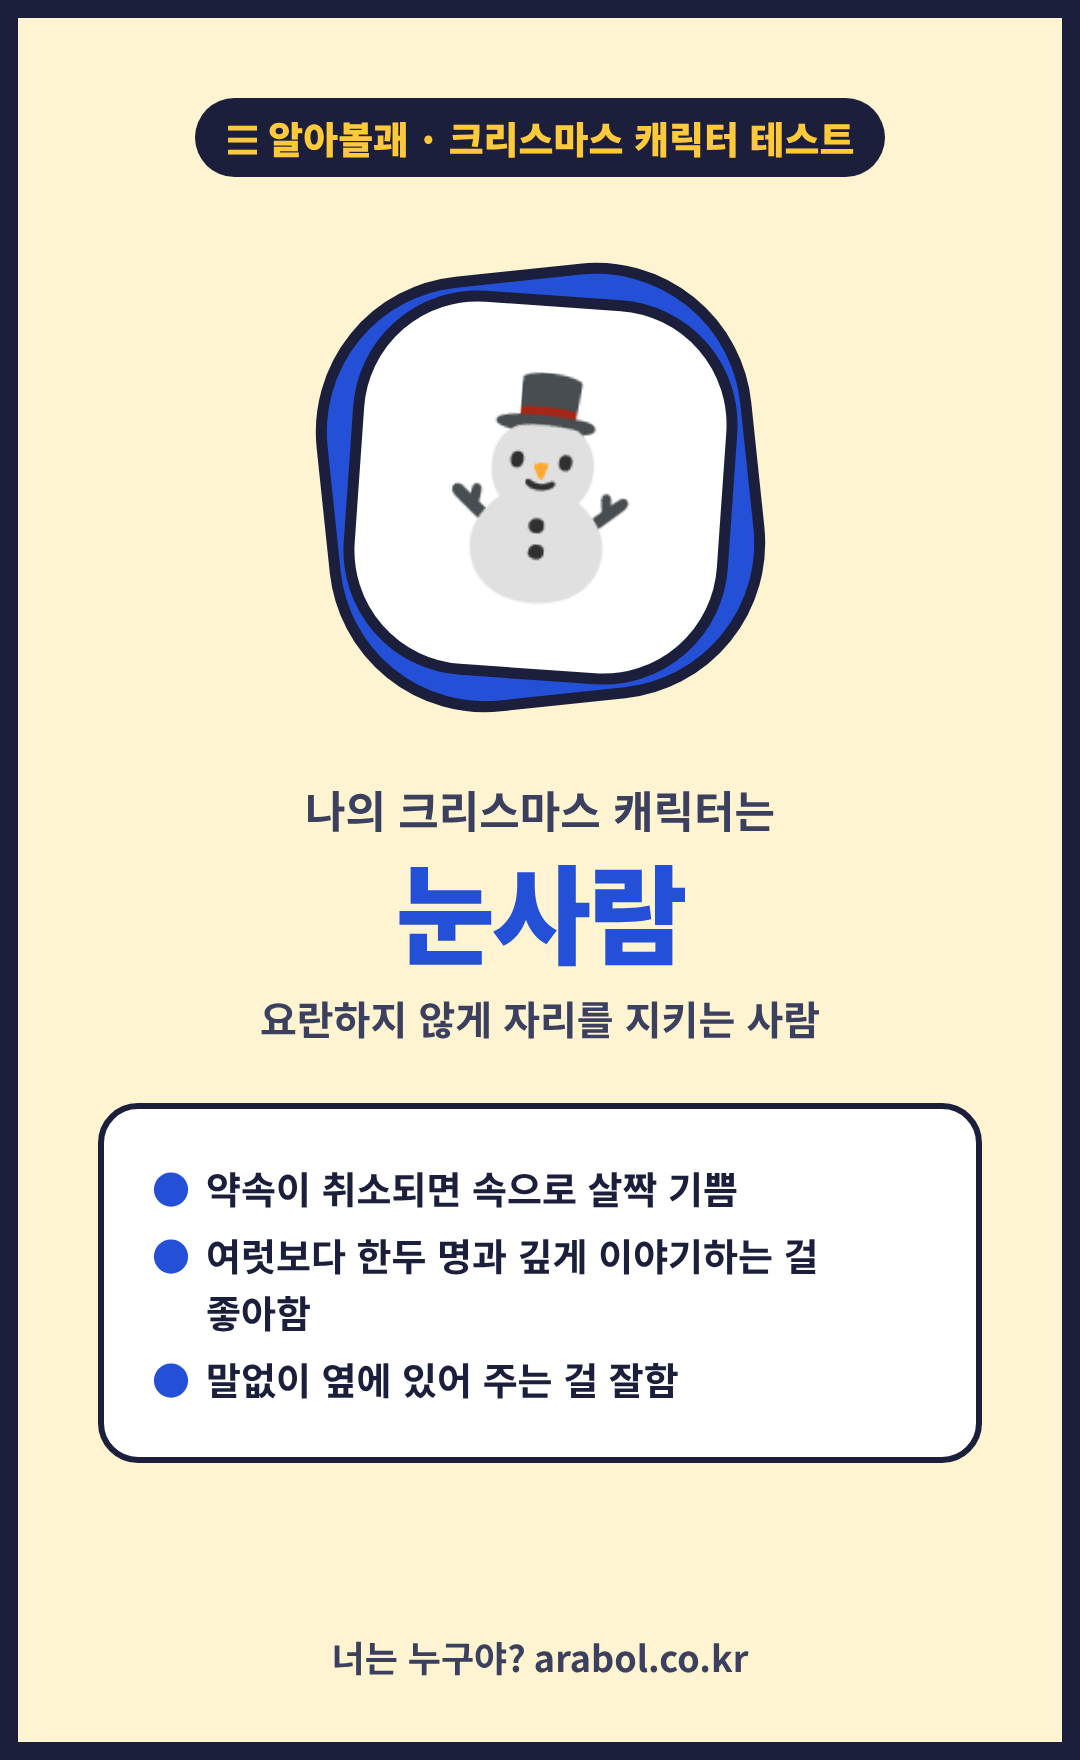 ☰ 알아볼괘 · 크리스마스 캐릭터 테스트
나의 크리스마스 캐릭터는
눈사람
요란하지 않게 자리를 지키는 사람
약속이 취소되면 속으로 살짝 기쁨
여럿보다 한두 명과 깊게 이야기하는 걸
좋아함
말없이 옆에 있어 주는 걸 잘함
너는 누구야? arabol.co.kr